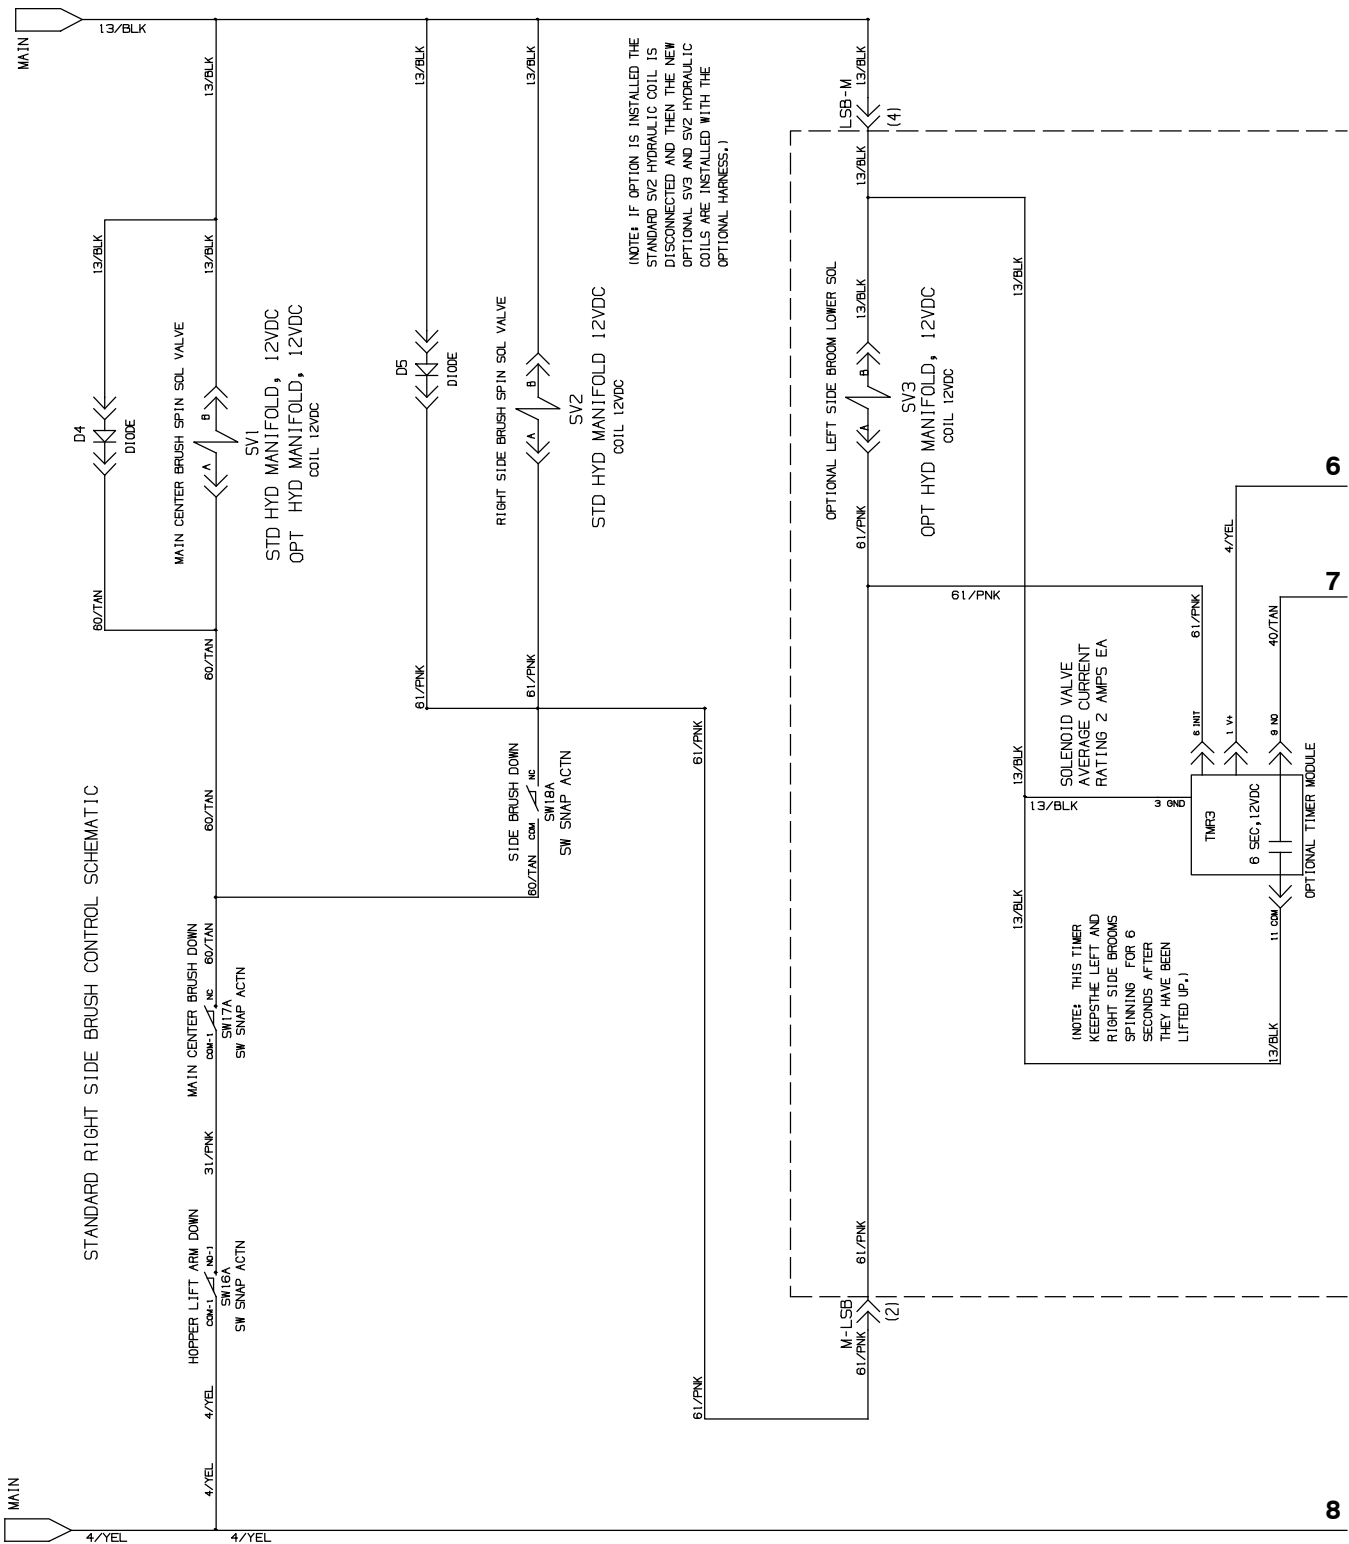 MAIN
13/BLK
13/BLK
13/BLK
13/BLK
13/BLK
LSB-M
(4)
13/BLK
(NOTE: IF OPTION IS INSTALLED THE
STANDARD SV2 HYDRAULIC COIL IS
DISCONNECTED AND THEN THE NEW
OPTIONAL SV3 AND SV2 HYDRAULIC
COILS ARE INSTALLED WITH THE
OPTIONAL HARNESS.)
13/BLK
13/BLK
13/BLK
13/BLK
D4
DIODE
MAIN CENTER BRUSH SPIN SOL VALVE
A
B
SV1
STD HYD MANIFOLD, 12VDC
OPT HYD MANIFOLD, 12VDC
COIL 12VDC
D5
DIODE
RIGHT SIDE BRUSH SPIN SOL VALVE
A
B
SV2
STD HYD MANIFOLD 12VDC
COIL 12VDC
OPTIONAL LEFT SIDE BROOM LOWER SOL
A
B
SV3
OPT HYD MANIFOLD, 12VDC
COIL 12VDC
6
61/PNK
4/YEL
7
60/TAN
60/TAN
61/PNK
61/PNK
61/PNK
61/PNK
61/PNK
40/TAN
SOLENOID VALVE
AVERAGE CURRENT
RATING 2 AMPS EA
6 INIT
1 V+
9 NO
STANDARD RIGHT SIDE BRUSH CONTROL SCHEMATIC
60/TAN
SIDE BRUSH DOWN
COM
NC
SW18A
SW SNAP ACTN
60/TAN
13/BLK
13/BLK
3 GND
TMR3
6 SEC,12VDC
OPTIONAL TIMER MODULE
11 COM
13/BLK
(NOTE: THIS TIMER
KEEPSTHE LEFT AND
RIGHT SIDE BROOMS
SPINNING FOR 6
SECONDS AFTER
THEY HAVE BEEN
LIFTED UP.)
13/BLK
60/TAN
MAIN CENTER BRUSH DOWN
COM-1
NC
SW17A
SW SNAP ACTN
31/PNK
HOPPER LIFT ARM DOWN
COM-1
NO-1
SW16A
SW SNAP ACTN
61/PNK
M-LSB
(2)
61/PNK
61/PNK
4/YEL
4/YEL
MAIN
4/YEL
4/YEL
8